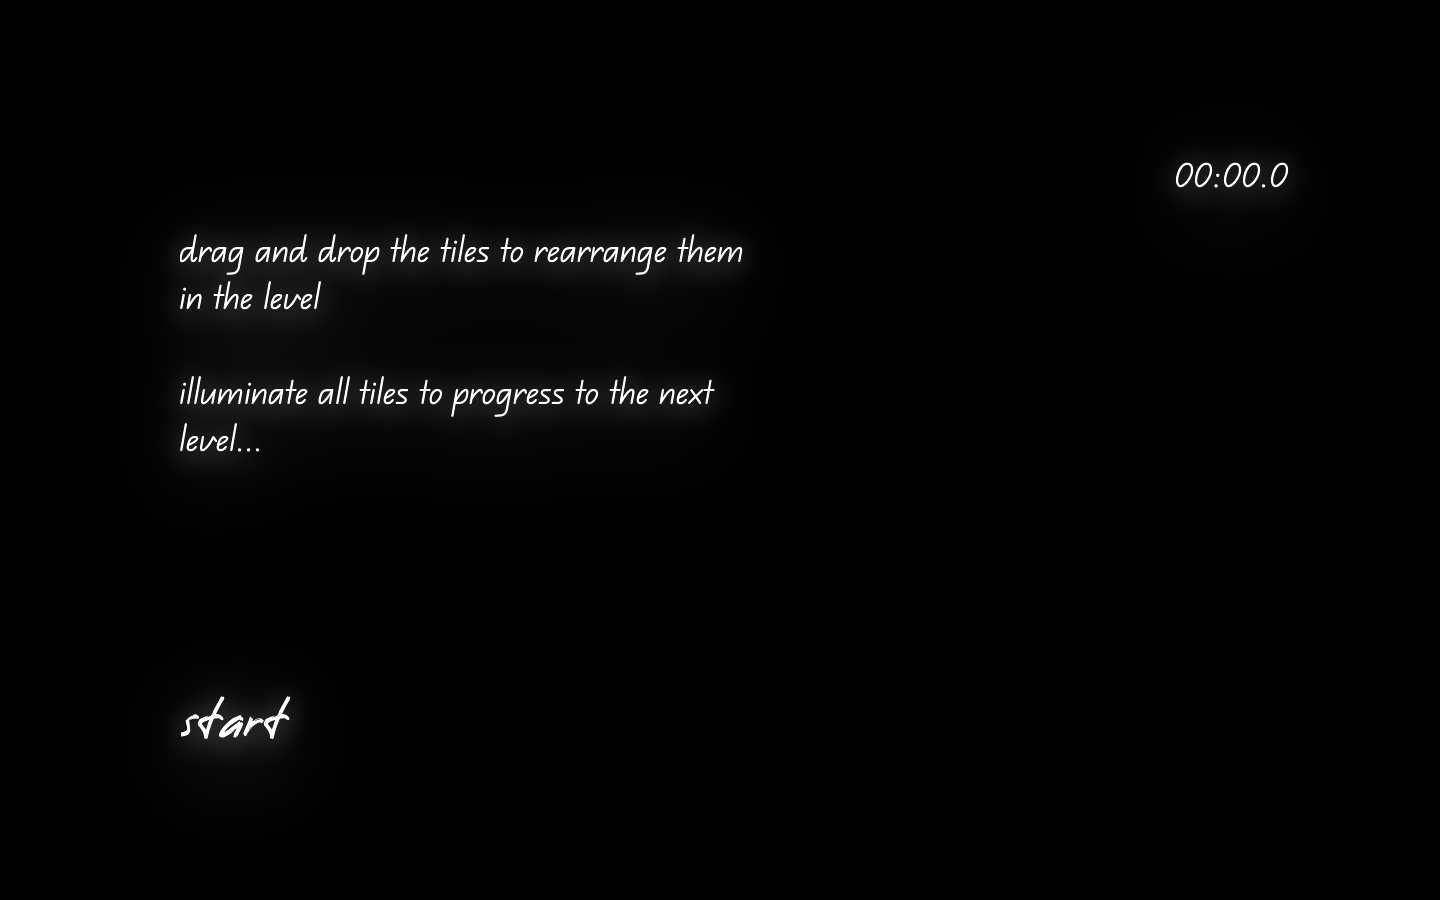 00:00.0
drag and drop the tiles to rearrange them
in the level
illuminate all tiles to progress to the next
level...
start